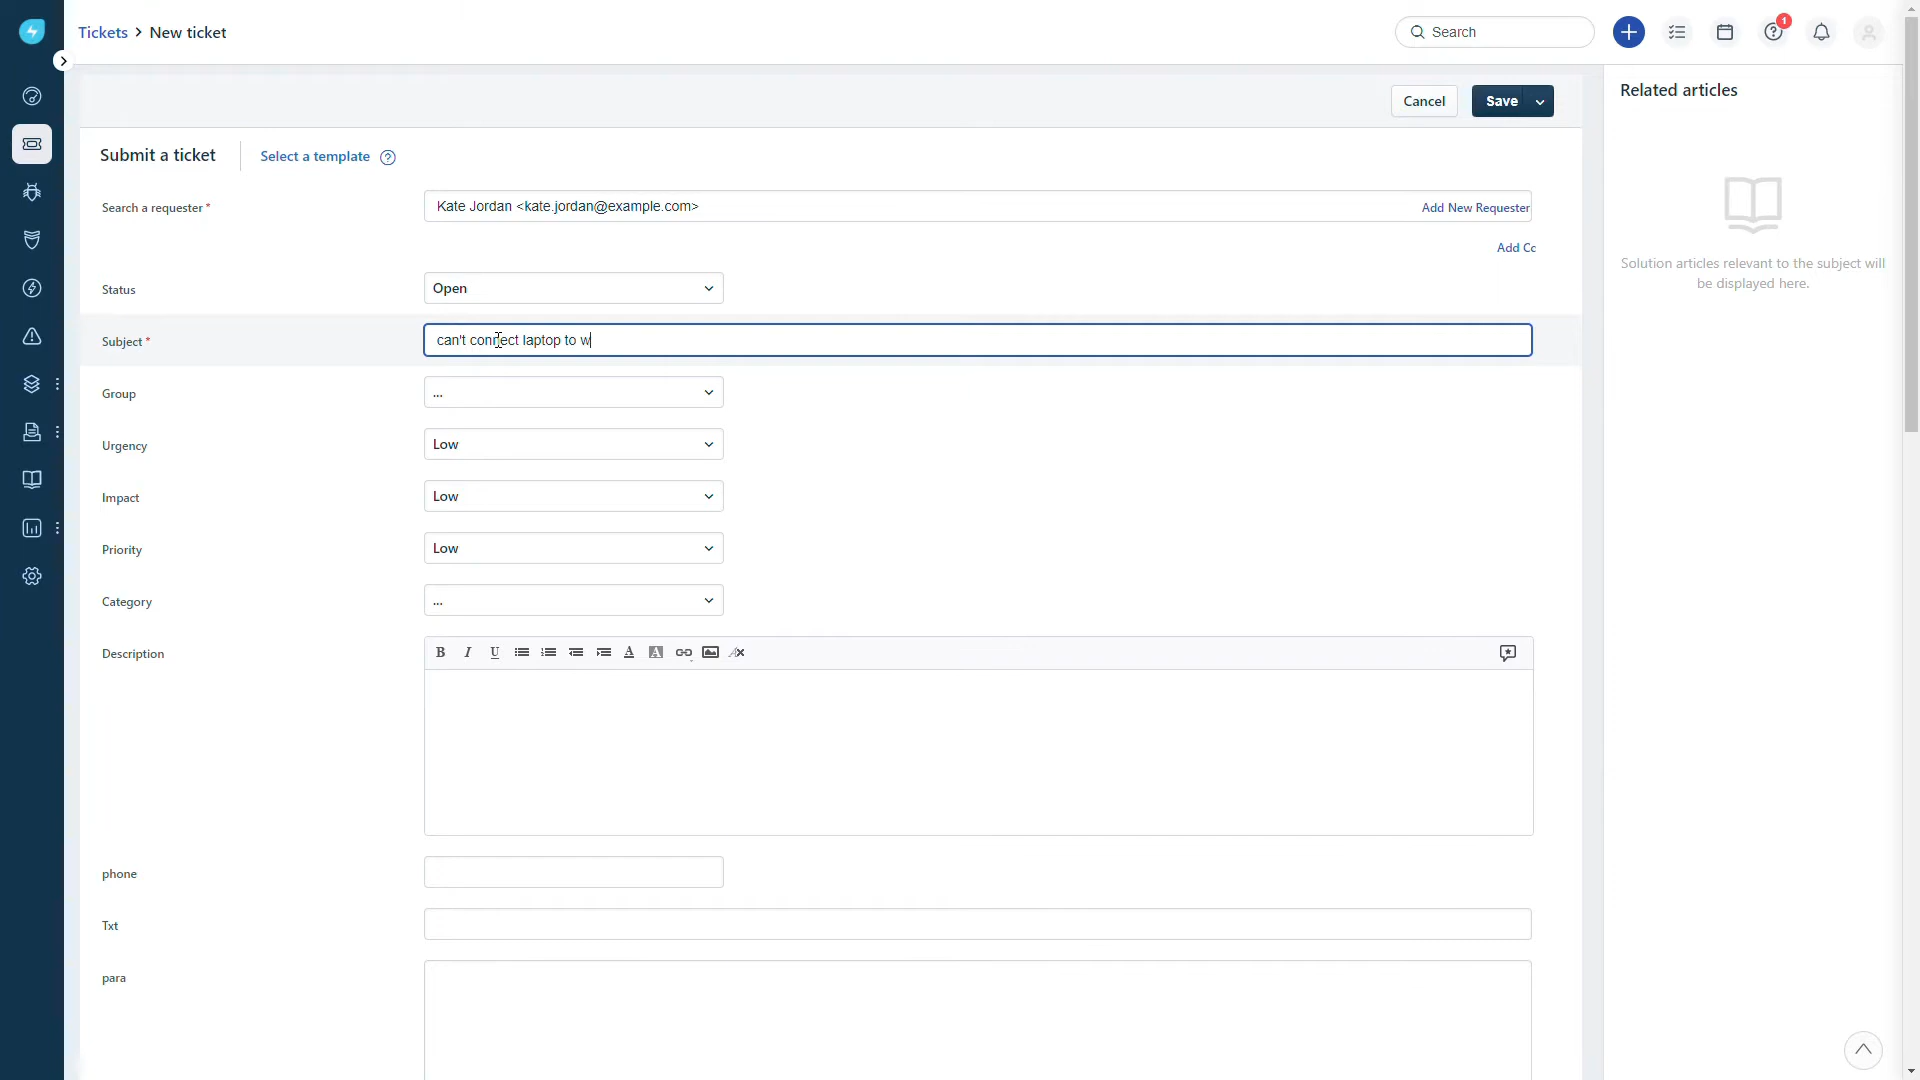 Tickets > New ticket
Search
1
Cancel
Save
Related articles
Submit a ticket
Select a template
Search a requester *
Kate Jordan <kate.jordan@example.com>
Add New Requester
Add Cc
Status
Open
Solution articles relevant to the subject will
be displayed here.
Subject *
can't connect laptop to w
Group
...
Urgency
Low
Impact
Low
Priority
Low
Category
...
Description
B I U A A
phone
Txt
para